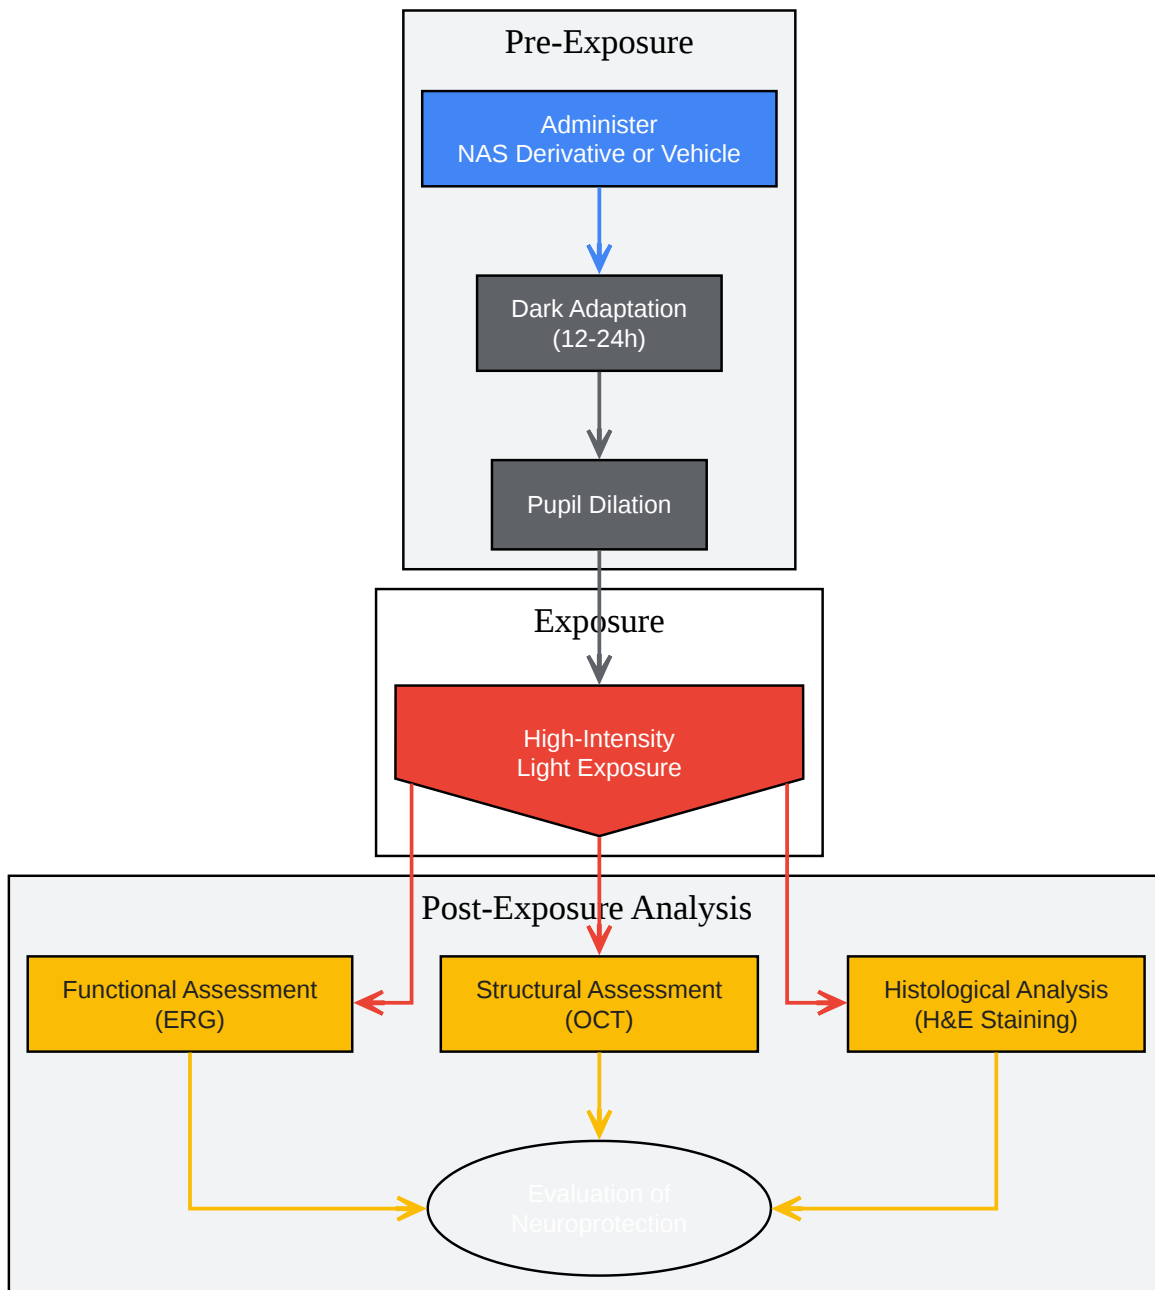 Pre-Exposure
Administer
NAS Derivative or Vehicle
Dark Adaptation
(12-24h)
Pupil Dilation
Exposure
High-Intensity
Light Exposure
Post-Exposure Analysis
Functional Assessment
(ERG)
Structural Assessment
(OCT)
Histological Analysis
(H&E Staining)
Evaluation of
Neuroprotection